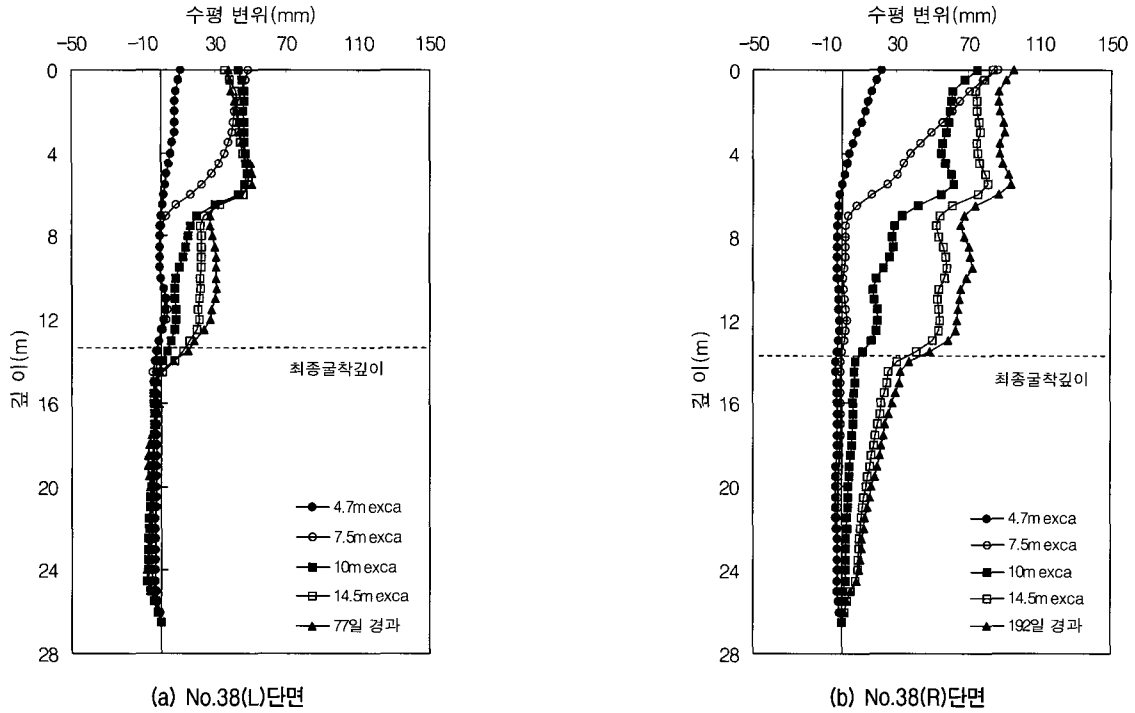 수평 변위(mm)
-50 -10 30 70 110 150
0
4
8
12
16
20
24
28
깊 이(m)
최종굴착깊이
4.7m exca
7.5m exca
10m exca
14.5m exca
77일 경과
(a) No.38(L)단면
수평 변위(mm)
-50 -10 30 70 110 150
0
4
8
12
16
20
24
28
깊 이(m)
최종굴착깊이
4.7m exca
7.5m exca
10m exca
14.5m exca
192일 경과
(b) No.38(R)단면